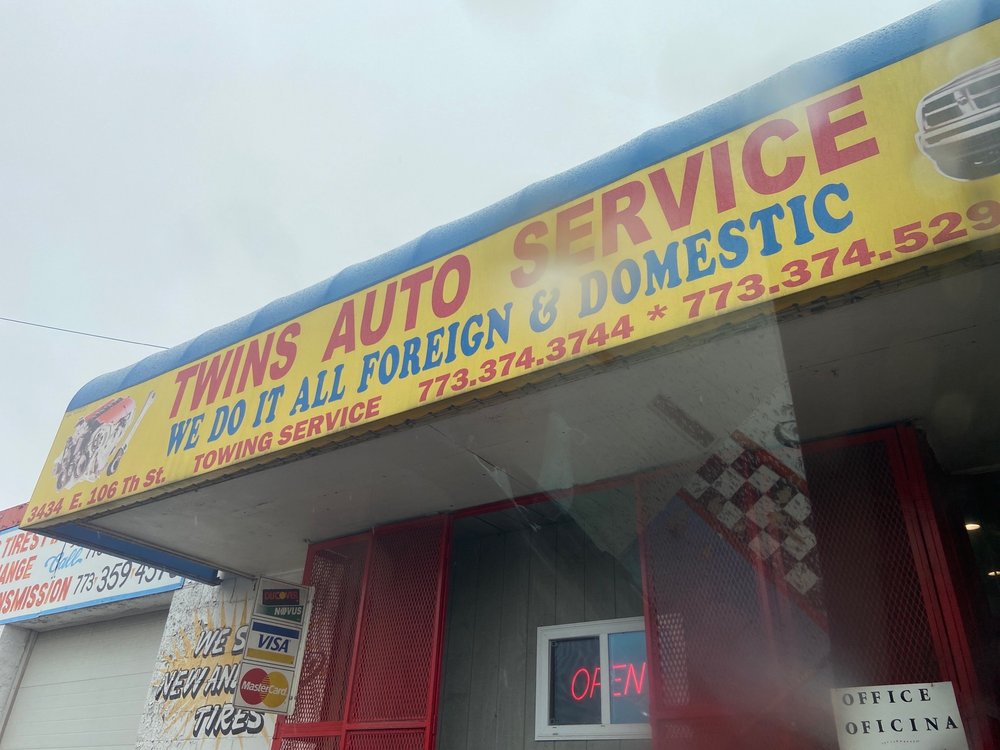 TWINS AUTO SERVICE
WE DO IT ALL FOREIGN & DOMESTIC
3434 E. 106 Th St. TOWING SERVICE 773.374.3744 * 773.374.529
TIRES
ANGE Call
NSMISSION 773 359
DISCOVER
NOVUS
VISA
MasterCard
WE S
NEW AN
TIRES
OPEN
OFFICE
OFICINA